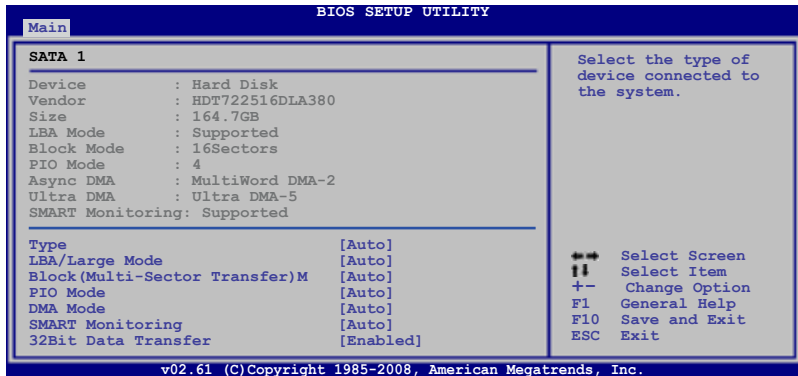 BIOS SETUP UTILITY
Main
SATA 1
Device : Hard Disk
Vendor : HDT722516DLA380
Size : 164.7GB
LBA Mode : Supported
Block Mode : 16Sectors
PIO Mode : 4
Async DMA : MultiWord DMA-2
Ultra DMA : Ultra DMA-5
SMART Monitoring: Supported
Type [Auto]
LBA/Large Mode [Auto]
Block(Multi-Sector Transfer)M [Auto]
PIO Mode [Auto]
DMA Mode [Auto]
SMART Monitoring [Auto]
32Bit Data Transfer [Enabled]
Select the type of
device connected to
the system.
←→ Select Screen
↑↓ Select Item
+- Change Option
F1 General Help
F10 Save and Exit
ESC Exit
v02.61 (C)Copyright 1985-2008, American Megatrends, Inc.